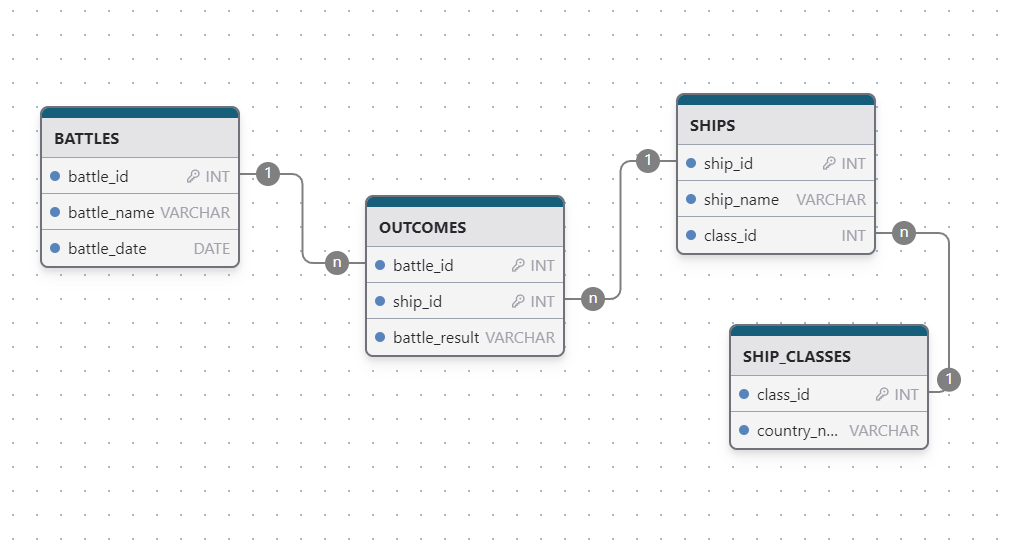 BATTLES
battle_id INT
battle_name VARCHAR
battle_date DATE
1
n
OUTCOMES
battle_id INT
ship_id INT
battle_result VARCHAR
n
1
SHIPS
ship_id INT
ship_name VARCHAR
class_id INT
n
1
SHIP_CLASSES
class_id INT
country_n... VARCHAR